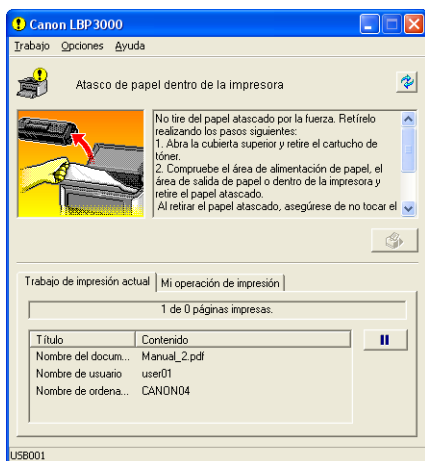 Canon LBP3000
Trabajo Opciones Ayuda
Atasco de papel dentro de la impresora
No tire del papel atascado por la fuerza. Retírelo
realizando los pasos siguientes:
1. Abra la cubierta superior y retire el cartucho de
tóner.
2. Compruebe el área de alimentación de papel, el
área de salida de papel o dentro de la impresora y
retire el papel atascado.
Al retirar el papel atascado, asegúrese de no tocar el
Trabajo de impresión actual Mi operación de impresión
1 de 0 páginas impresas.
Título Contenido
Nombre del docum... Manual_2.pdf
Nombre de usuario user01
Nombre de ordena... CANON04
USB001